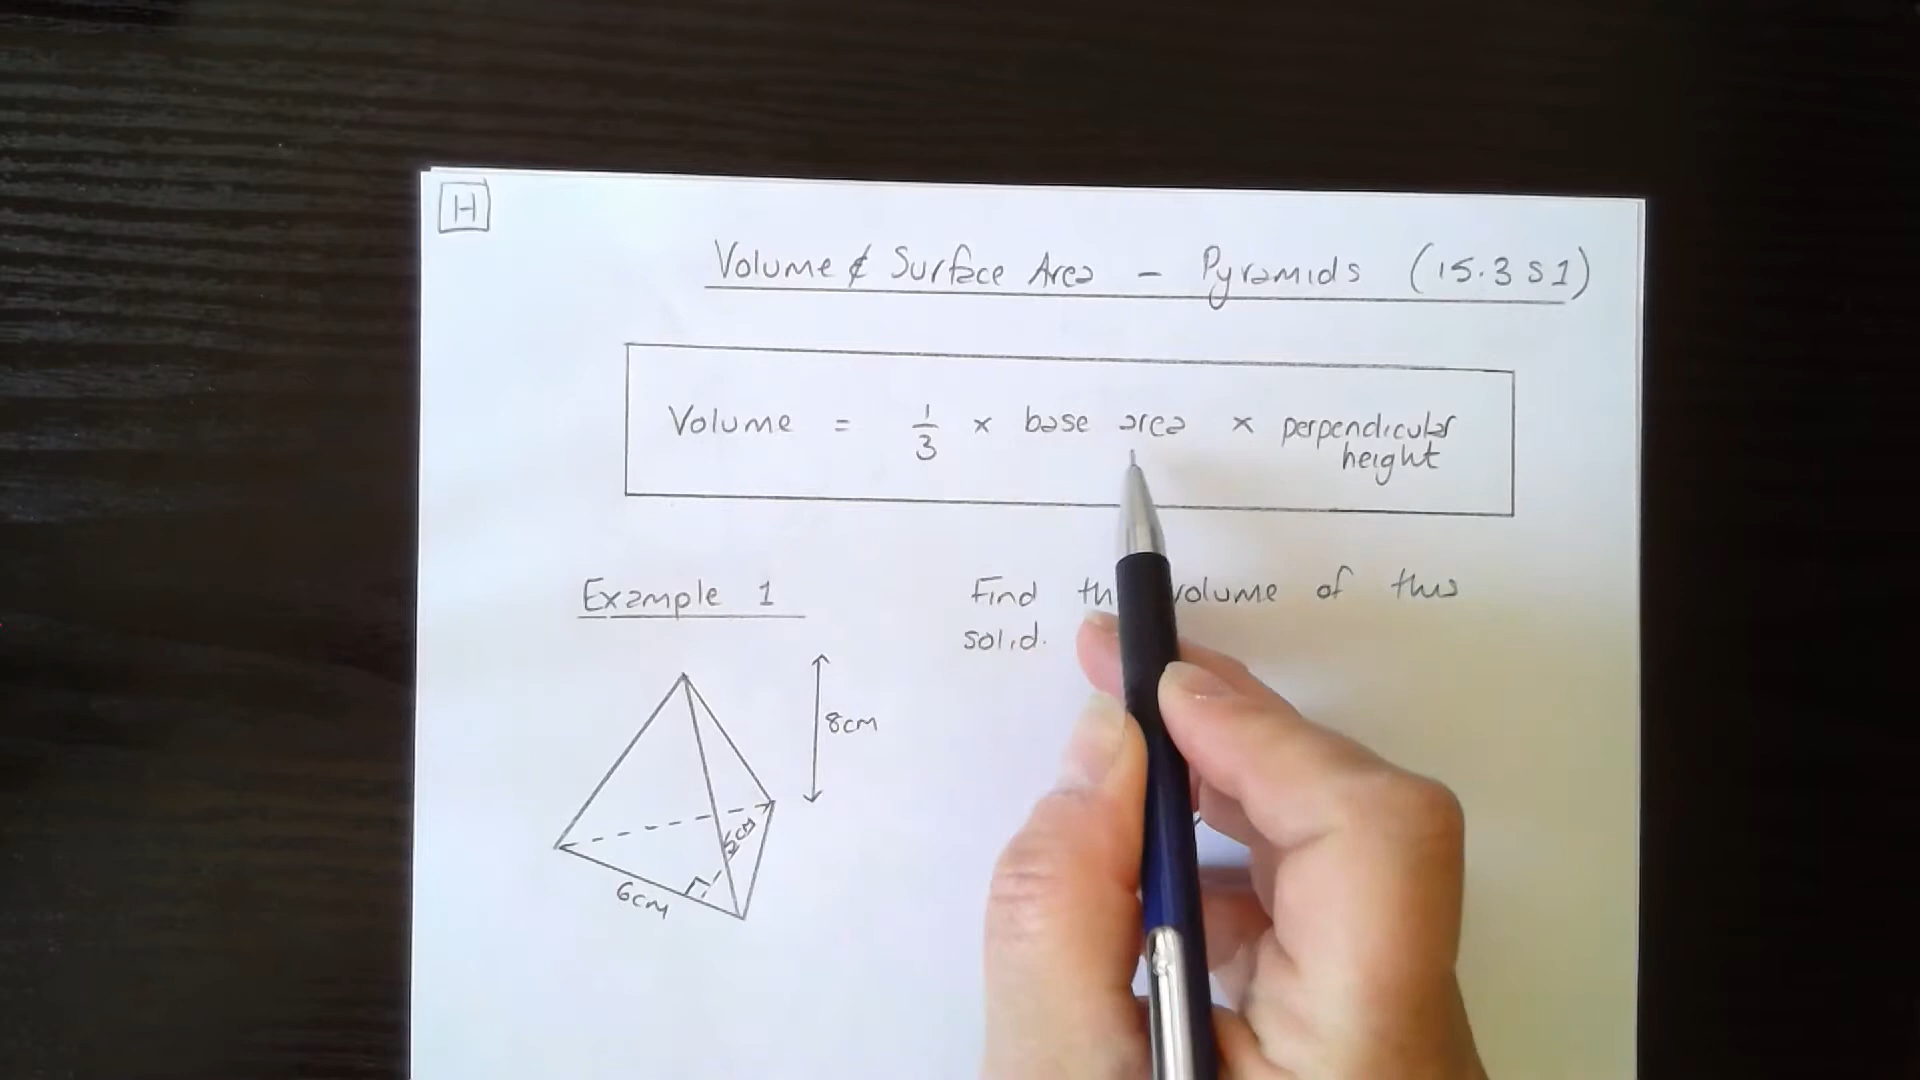 H
Volume & Surface Area - Pyramids (15.3 S1)
Volume = 1/3 × base area × perpendicular height
Example 1
Find volume of this
solid.
8cm
6cm